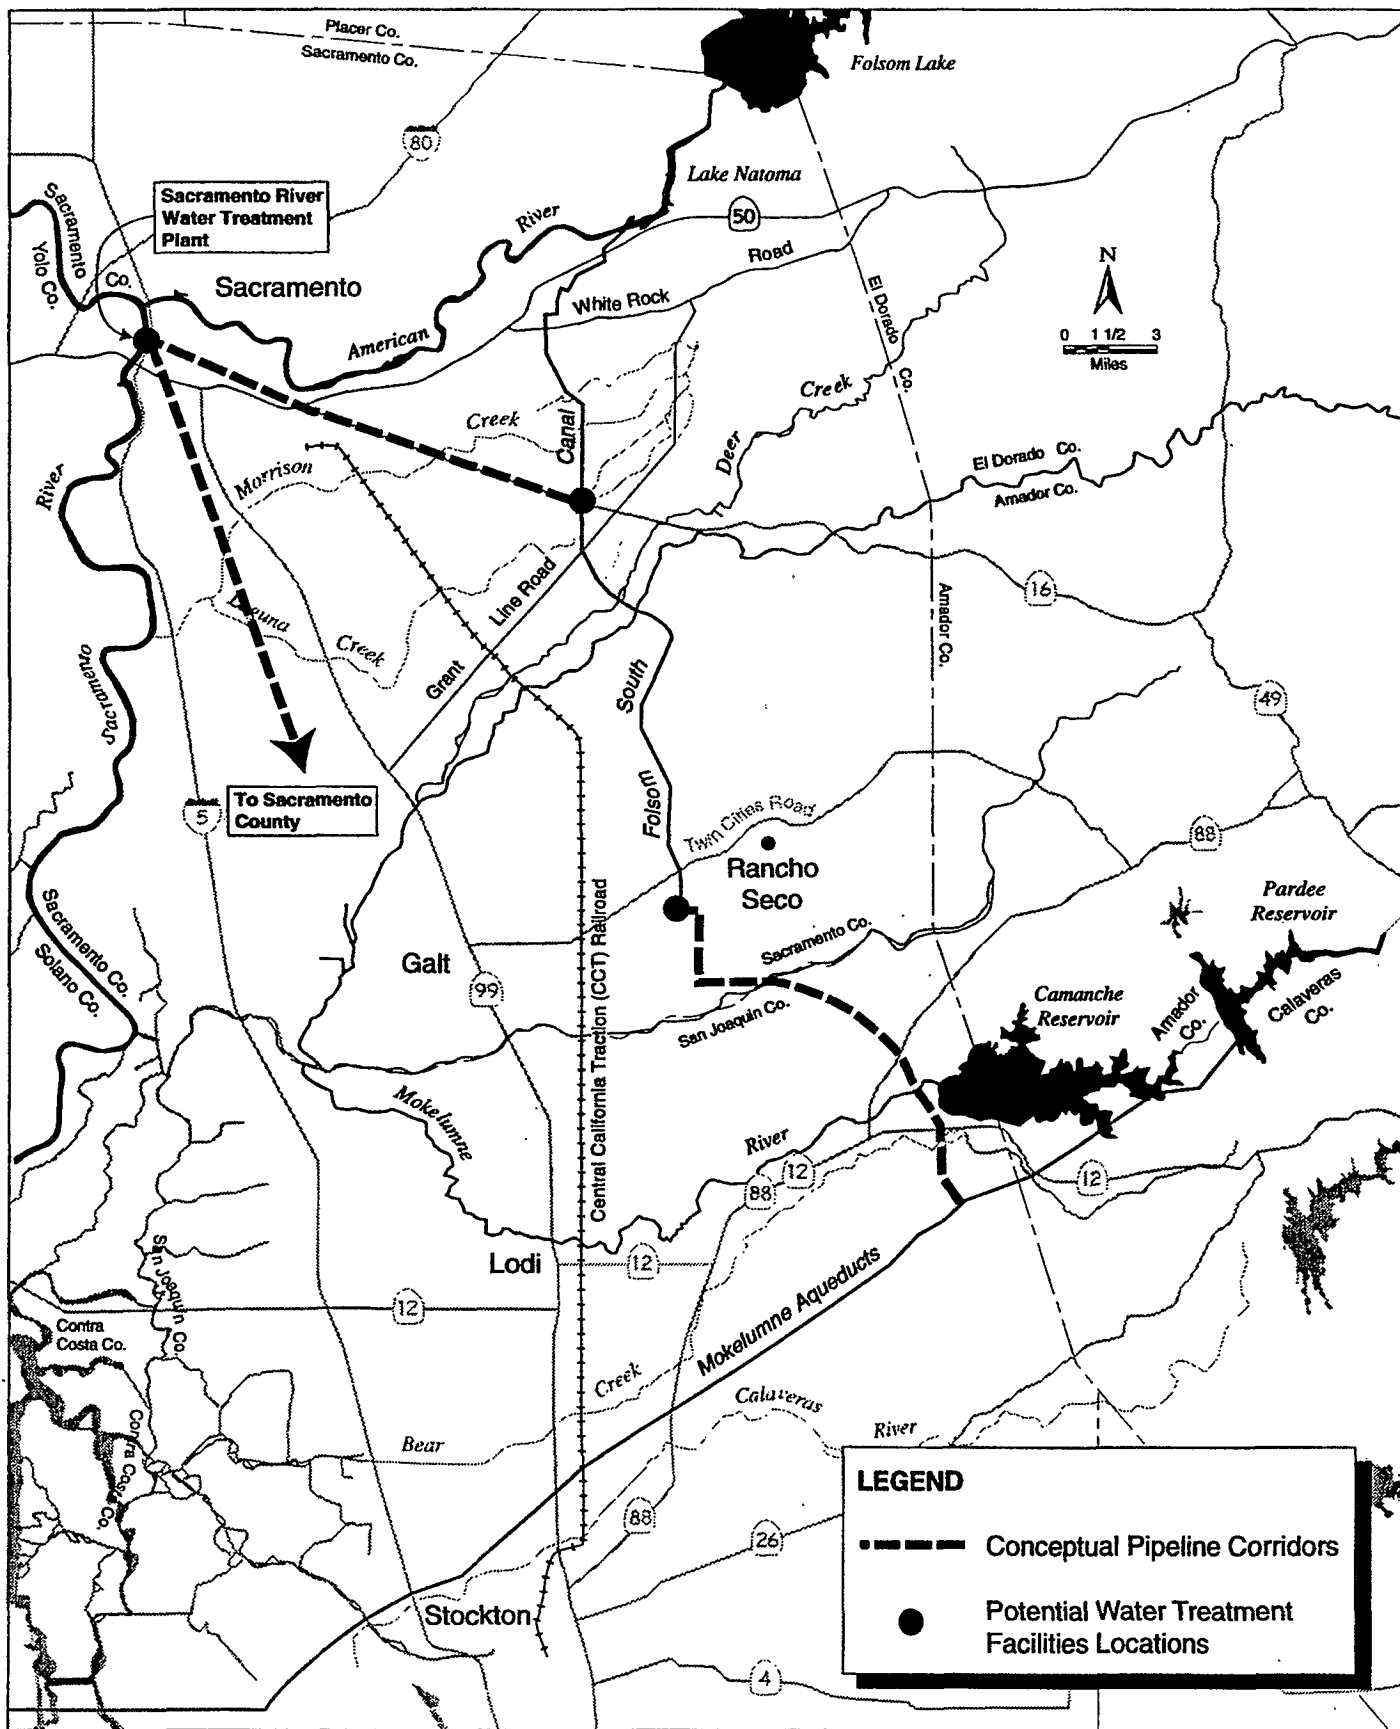 Placer Co.
Sacramento Co.
Folsom Lake
80
Lake Natoma
Sacramento River
Water Treatment
Plant
Sacramento
Yolo Co.
Co.
River
50
Road
N
Sacramento
White Rock
El Dorado
Co.
0 1 1/2 3
Miles
American
Creek
Creek
Canal
Deer
El Dorado Co.
Amador Co.
River
Morrison
16
Line Road
Amador Co.
Laguna
Creek
Grant
South
Sacramento
49
Folsom
Twin Cities Road
5
To Sacramento
County
88
Rancho
Seco
Pardee
Reservoir
Sacramento Co.
Solano Co.
Galt
99
Central California Traction (CCT) Railroad
Sacramento Co.
San Joaquin Co.
Camanche
Reservoir
Amador
Co.
Calaveras
Co.
Mokelumne
River
12
88
12
Lodi
12
San Joaquin Co.
12
Mokelumne Aqueducts
Contra
Costa Co.
Creek
Calaveras
River
Contra Costa Co.
Bear
LEGEND
88
26
Conceptual Pipeline Corridors
Stockton
Potential Water Treatment
Facilities Locations
4